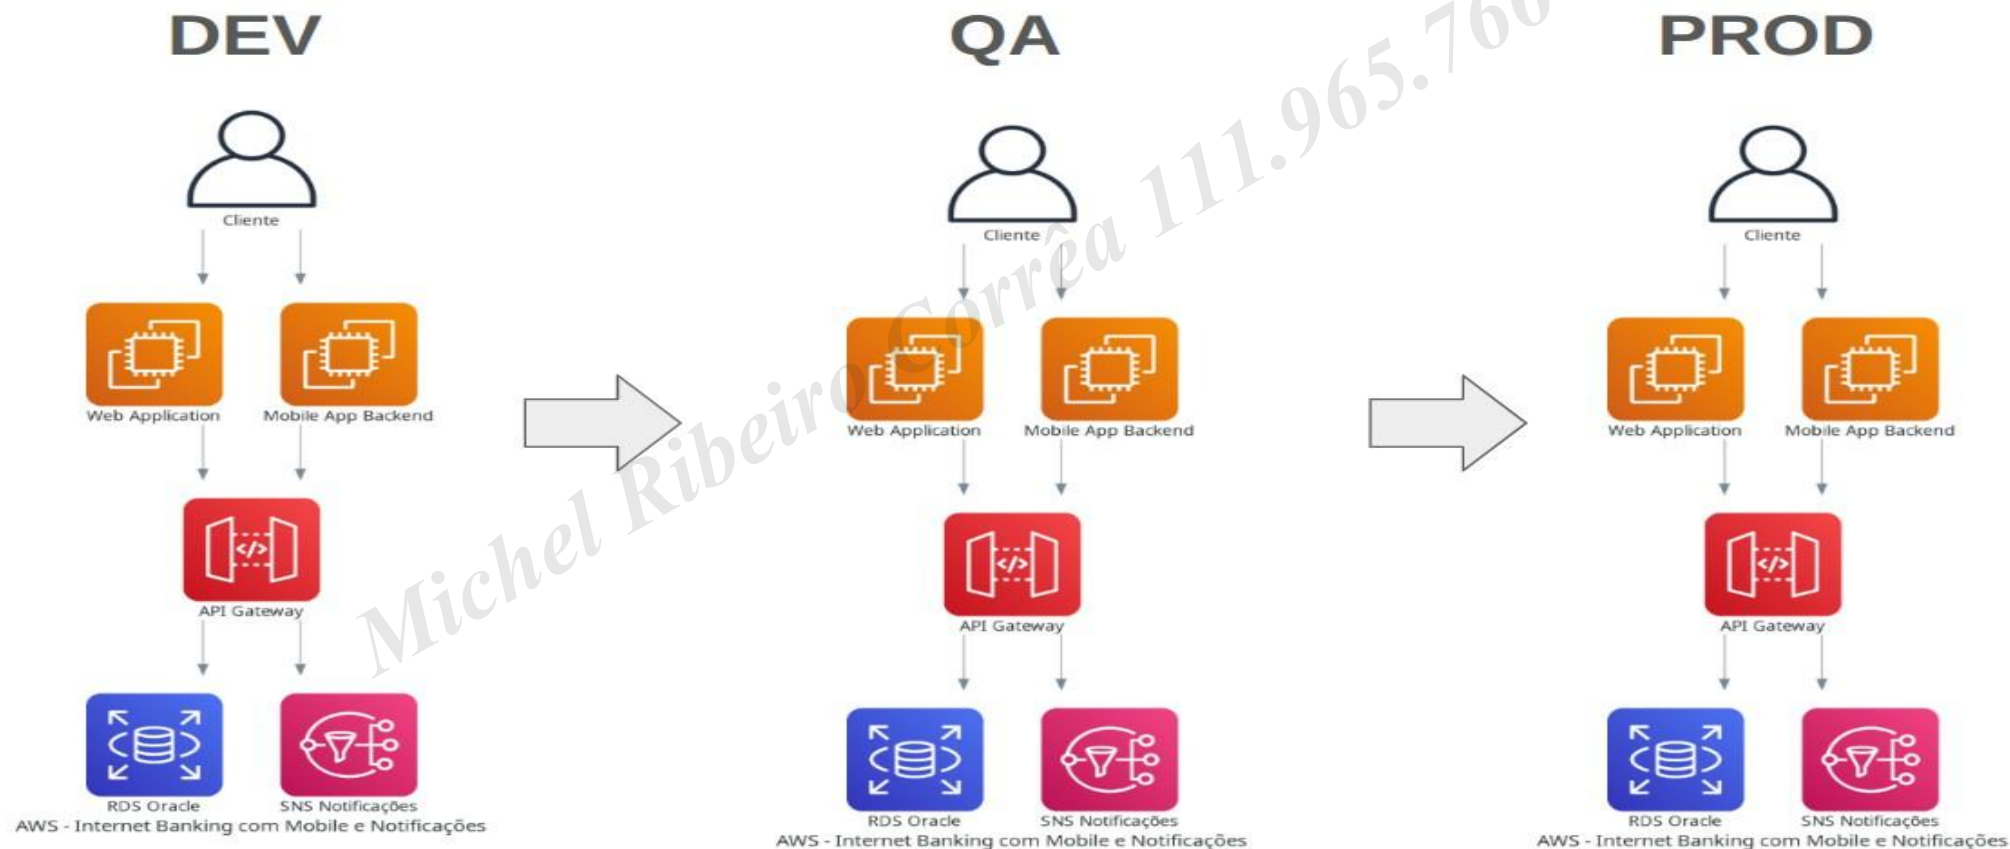 DEV
Cliente
Web Application
Mobile App Backend
API Gateway
RDS Oracle
SNS Notificações
AWS - Internet Banking com Mobile e Notificações
QA
Cliente
Web Application
Mobile App Backend
API Gateway
RDS Oracle
SNS Notificações
AWS - Internet Banking com Mobile e Notificações
PROD
Cliente
Web Application
Mobile App Backend
API Gateway
RDS Oracle
SNS Notificações
AWS - Internet Banking com Mobile e Notificações
Michel Ribeiro Corrêa 111.965.760